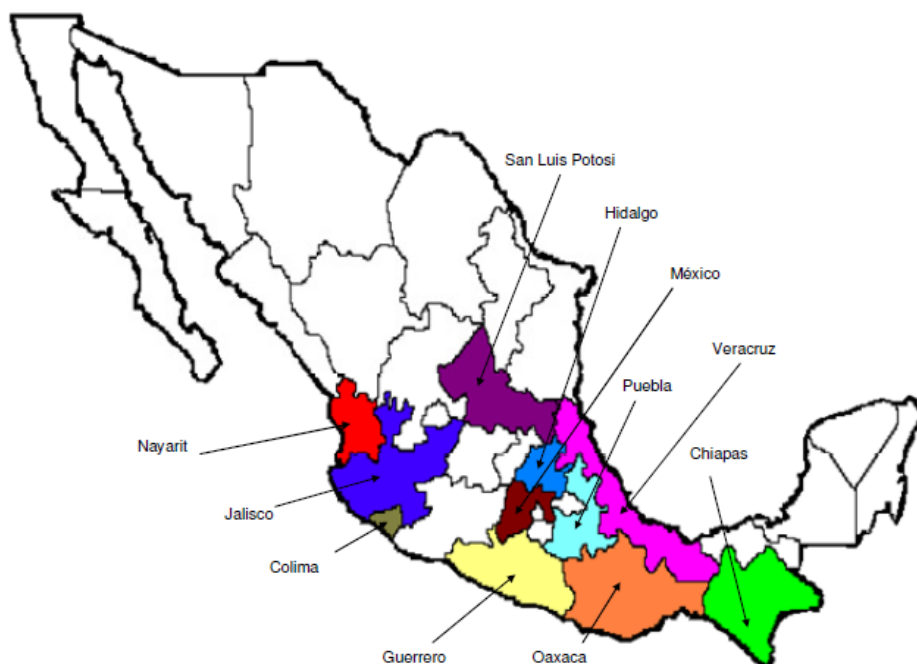 San Luis Potosi
Hidalgo
México
Veracruz
Puebla
Chiapas
Nayarit
Jalisco
Colima
Guerrero
Oaxaca